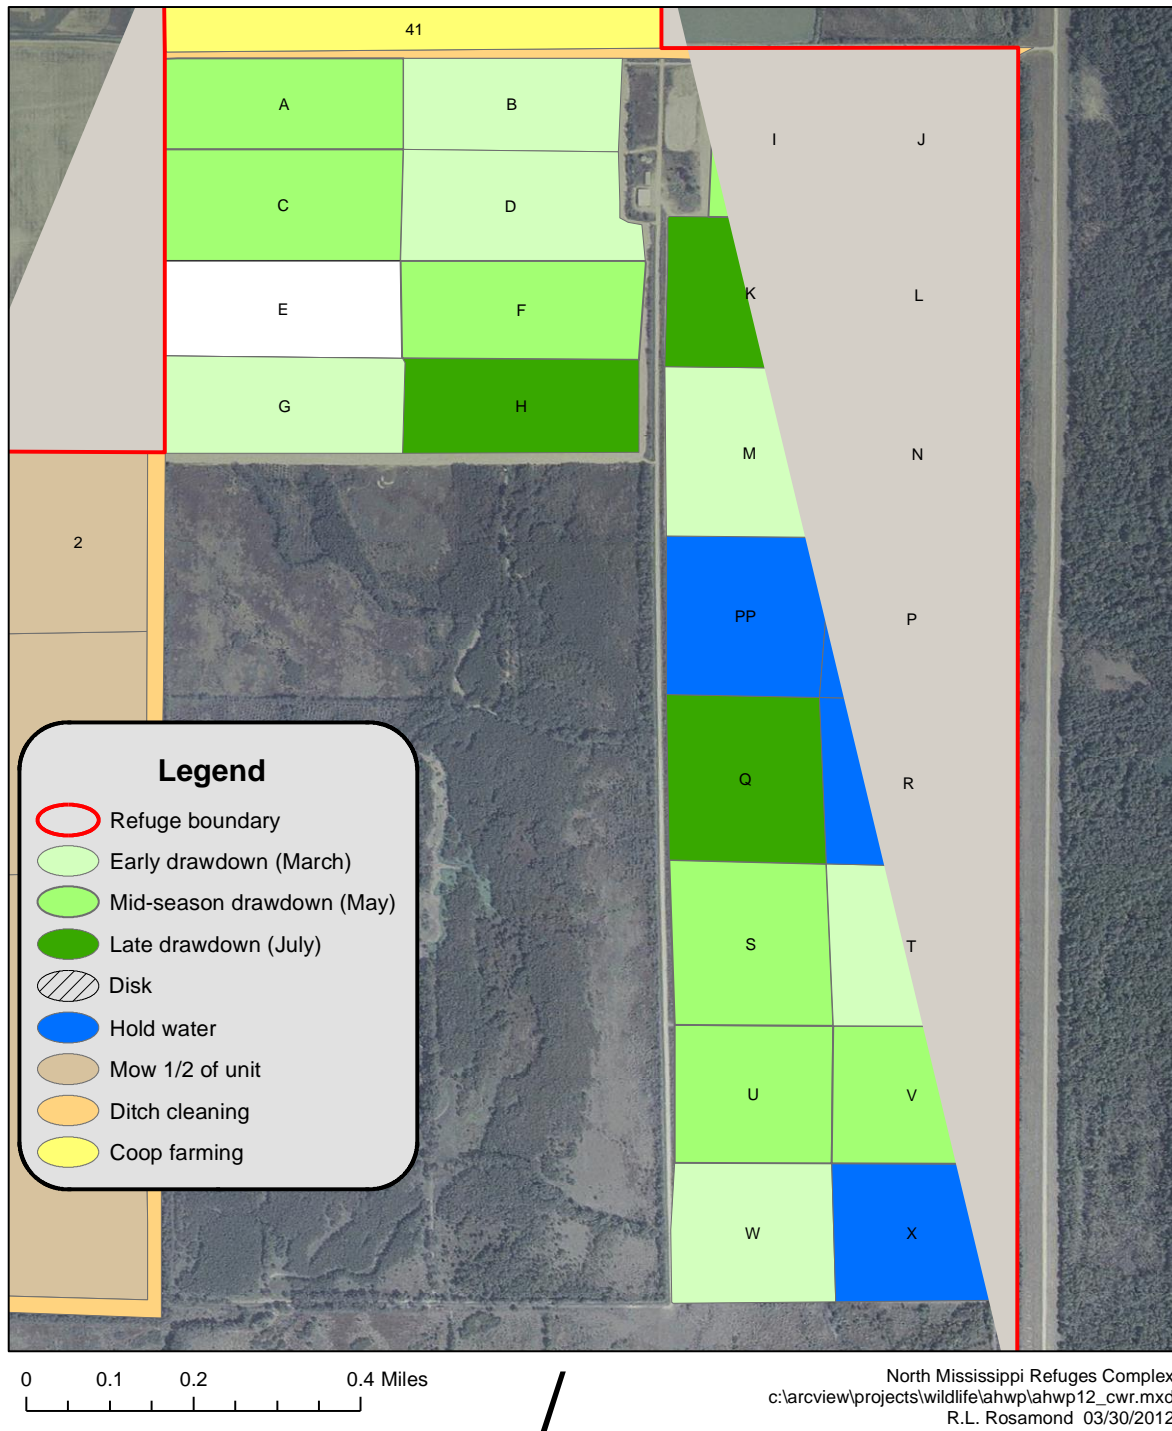 41
A
B
I
J
C
D
E
F
K
L
G
H
M
N
2
PP
P
Q
R
Legend
Refuge boundary
Early drawdown (March)
Mid-season drawdown (May)
Late drawdown (July)
Disk
Hold water
Mow 1/2 of unit
Ditch cleaning
Coop farming
S
T
U
V
W
X
0 0.1 0.2 0.4 Miles
North Mississippi Refuges Complex
c:\arcview\projects\wildlife\ahwp\ahwp12_cwr.mxd
R.L. Rosamond 03/30/2012